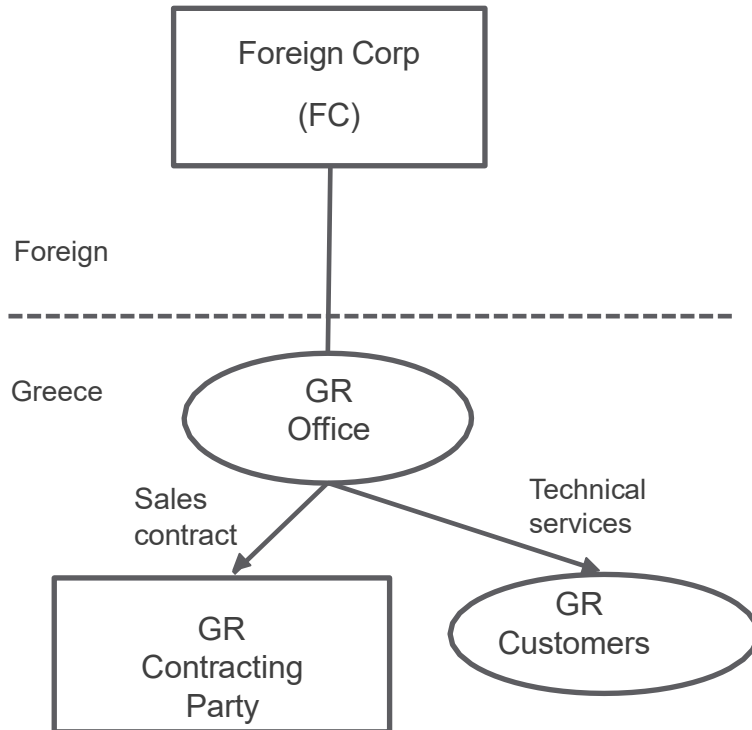 Foreign Corp
(FC)
Foreign
Greece
GR
Office
Sales
contract
Technical
services
GR
Contracting
Party
GR
Customers